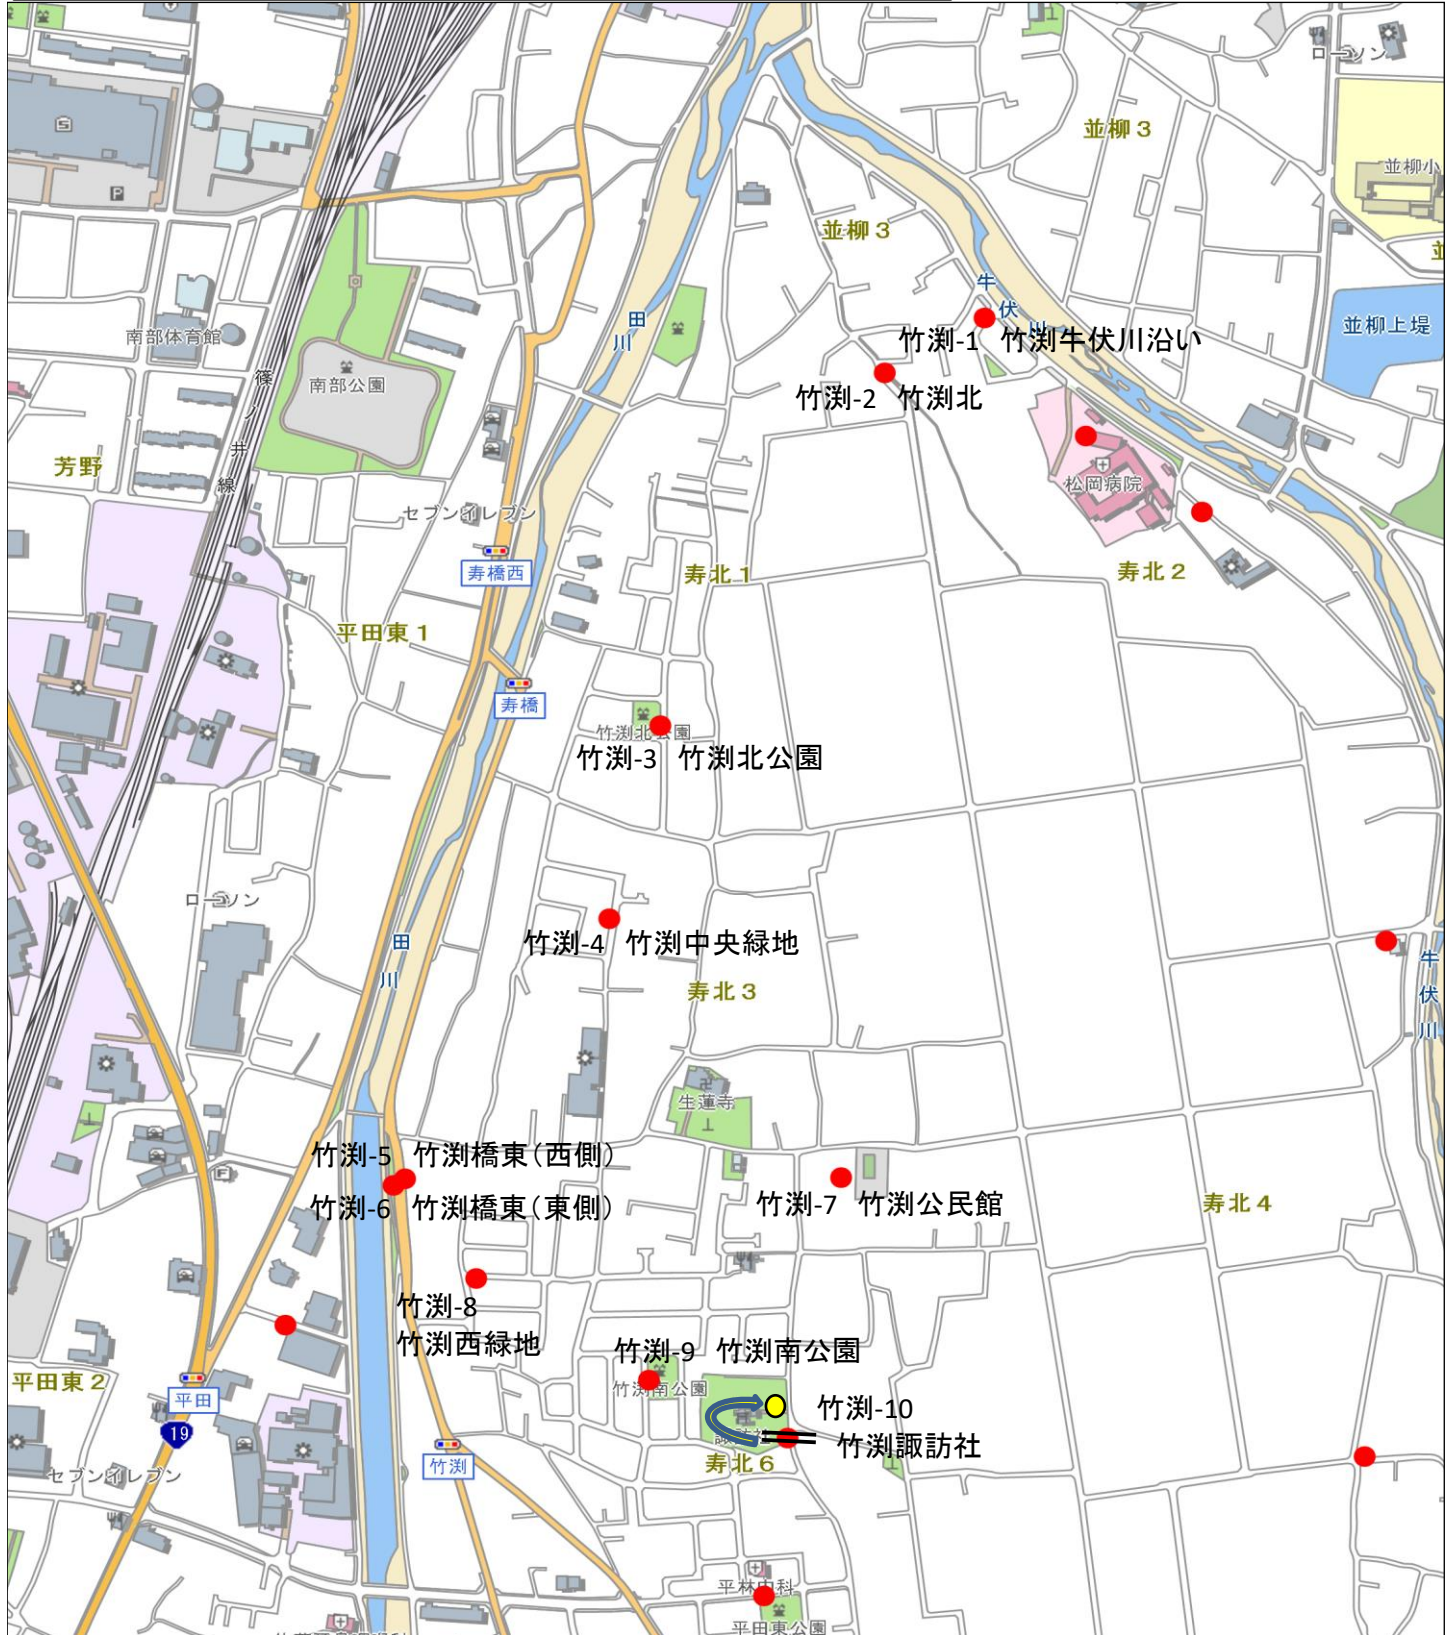 ローソン
並柳３
並柳小
並柳３
牛伏川
田川
南部体育館
並柳上堤
竹渕-1 竹渕牛伏川沿い
篠ノ井線
南部公園
竹渕-2 竹渕北
芳野
松岡病院
セブンイレブン
寿橋西
寿北１
寿北２
平田東１
寿橋
竹渕北公園
竹渕-3 竹渕北公園
ローソン
田川
竹渕-4 竹渕中央緑地
牛伏川
寿北３
生蓮寺
竹渕-5 竹渕橋東（西側）
竹渕-6 竹渕橋東（東側）
竹渕-7 竹渕公民館
寿北４
竹渕-8
竹渕西緑地
竹渕-9 竹渕南公園
平田東２
竹渕南公園
平田
竹渕-10
19
諏訪社
竹渕諏訪社
竹渕
寿北６
セブンイレブン
平林内科
平田東公園